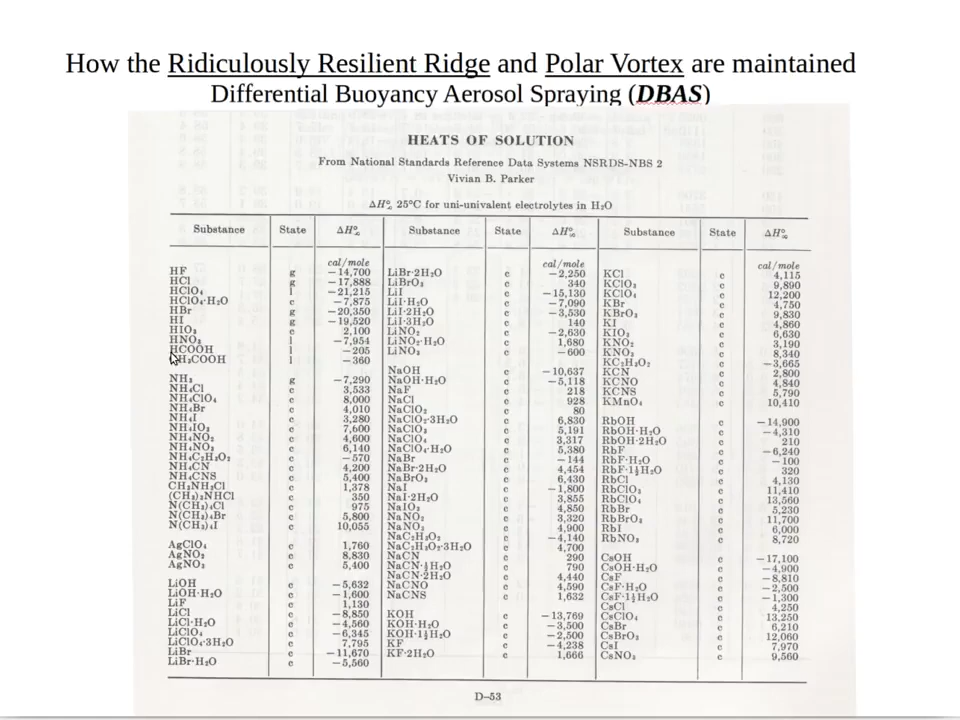 How the Ridiculously Resilient Ridge and Polar Vortex are maintained
Differential Buoyancy Aerosol Spraying (DBAS)
HEATS OF SOLUTION
From National Standards Reference Data Systems NSRDS-NBS 2
Vivian B. Parker
ΔH°∞ 25°C for uni-univalent electrolytes in H₂O
Substance State ΔH°∞ Substance State ΔH°∞ Substance State ΔH°∞
cal/mole cal/mole cal/mole
HF g −14,700
HCl g −17,888
HClO₄ l −21,215
HClO₄·H₂O c −7,875
HBr g −20,350
HI g −19,520
HIO₃ c 2,100
HNO₃ l −7,954
HCOOH l −205
CH₃COOH l −360
NH₃ g −7,290
NH₄Cl c 3,533
NH₄ClO₄ c 8,000
NH₄Br c 4,010
NH₄I c 3,280
NH₄IO₃ c 7,600
NH₄NO₂ c 4,600
NH₄NO₃ c 6,140
NH₄C₂H₃O₂ c −570
NH₄CN c 4,200
NH₄CNS c 5,400
CH₃NH₃Cl c 1,378
(CH₃)₃NHCl c 350
N(CH₃)₄Cl c 975
N(CH₃)₄Br c 5,800
N(CH₃)₄I c 10,055
AgClO₄ c 1,760
AgNO₂ c 8,830
AgNO₃ c 5,400
LiOH c −5,632
LiOH·H₂O c −1,600
LiF c 1,130
LiCl c −8,850
LiCl·H₂O c −4,560
LiClO₄ c −6,345
LiClO₄·3H₂O c 7,795
LiBr c −11,670
LiBr·H₂O c −5,560
LiBr·2H₂O c −2,250
LiBrO₃ c 340
LiI c −15,130
LiI·H₂O c −7,090
LiI·2H₂O c −3,530
LiI·3H₂O c 140
LiNO₂ c −2,630
LiNO₂·H₂O c 1,680
LiNO₃ c −600
NaOH c −10,637
NaOH·H₂O c −5,118
NaF c 218
NaCl c 928
NaClO₂ c 80
NaClO₂·3H₂O c 6,830
NaClO₃ c 5,191
NaClO₄ c 3,317
NaClO₄·H₂O c 5,380
NaBr c −144
NaBr·2H₂O c 4,454
NaBrO₃ c 6,430
NaI c −1,800
NaI·2H₂O c 3,855
NaIO₃ c 4,850
NaNO₂ c 3,320
NaNO₃ c 4,900
NaC₂H₃O₂ c −4,140
NaC₂H₃O₂·3H₂O c 4,700
NaCN c 290
NaCN·½H₂O c 790
NaCN·2H₂O c 4,440
NaCNO c 4,590
NaCNS c 1,632
KOH c −13,769
KOH·H₂O c −3,500
KOH·1½H₂O c −2,500
KF c −4,238
KF·2H₂O c 1,666
KCl c 4,115
KClO₃ c 9,890
KClO₄ c 12,200
KBr c 4,750
KBrO₃ c 9,830
KI c 4,860
KIO₃ c 6,630
KNO₂ c 3,190
KNO₃ c 8,340
KC₂H₃O₂ c −3,665
KCN c 2,800
KCNO c 4,840
KCNS c 5,790
KMnO₄ c 10,410
RbOH c −14,900
RbOH·H₂O c −4,310
RbOH·2H₂O c 210
RbF c −6,240
RbF·H₂O c −100
RbF·1½H₂O c 320
RbCl c 4,130
RbClO₃ c 11,410
RbClO₄ c 13,560
RbBr c 5,230
RbBrO₃ c 11,700
RbI c 6,000
RbNO₃ c 8,720
CsOH c −17,100
CsOH·H₂O c −4,900
CsF c −8,810
CsF·H₂O c −2,500
CsF·1½H₂O c −1,300
CsCl c 4,250
CsClO₄ c 13,250
CsBr c 6,210
CsBrO₃ c 12,060
CsI c 7,970
CsNO₃ c 9,560
D–53